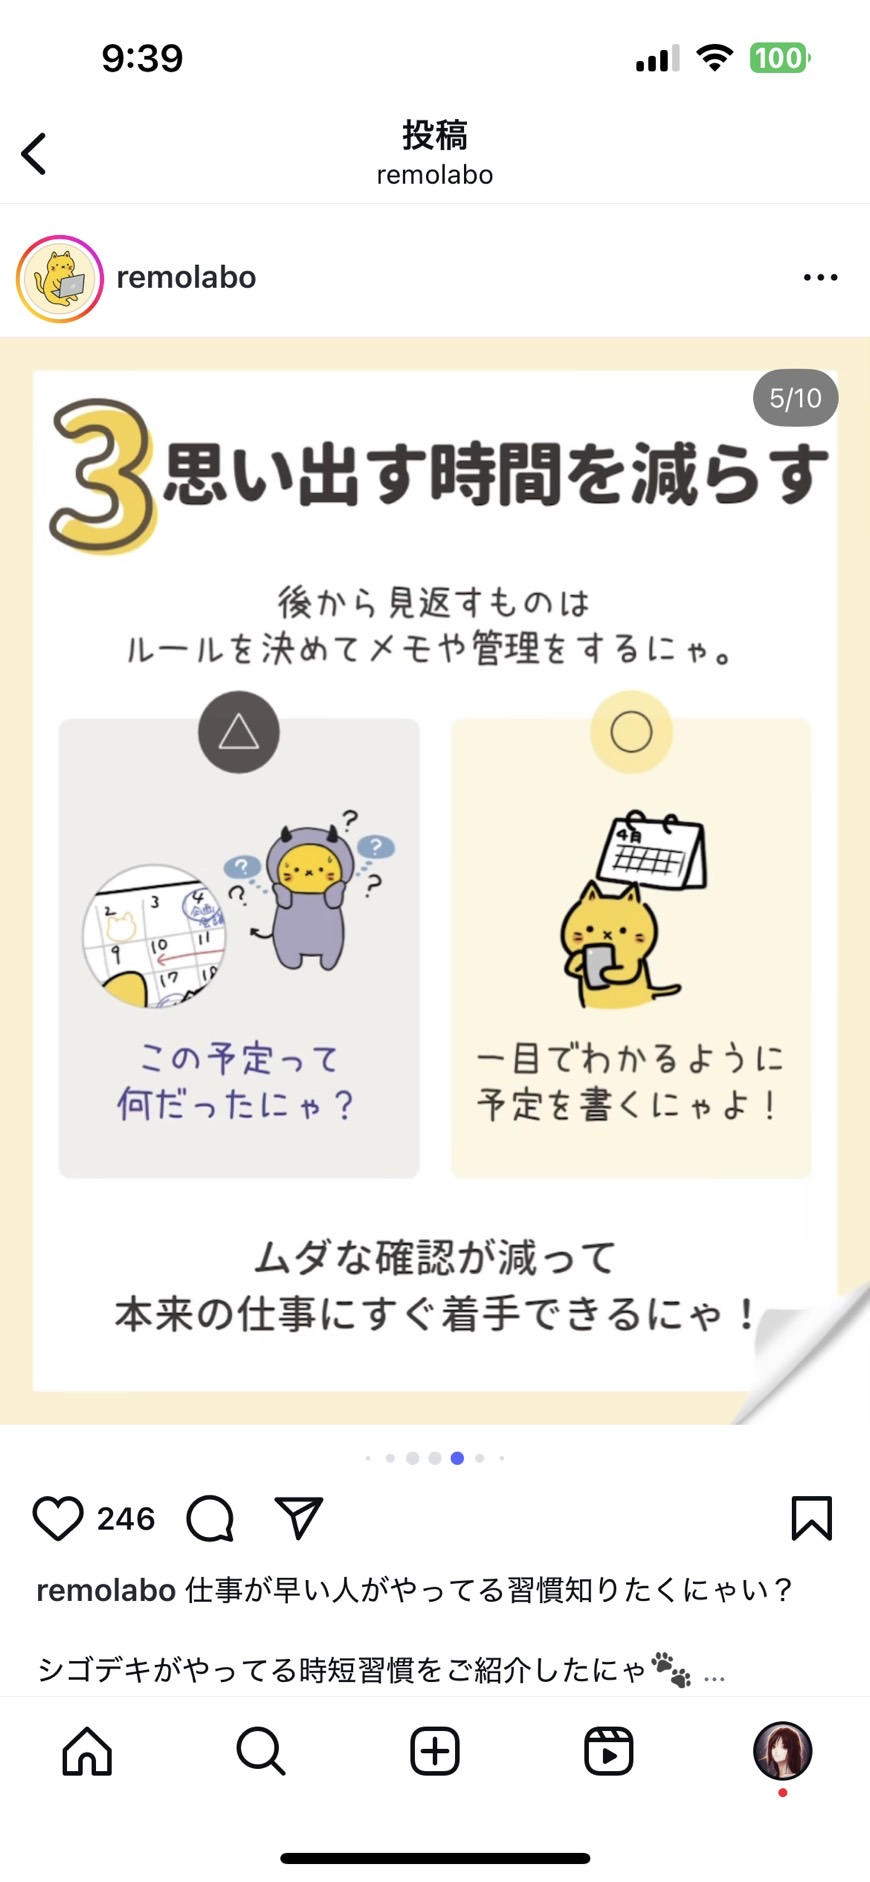 9:39
100
投稿
remolabo
remolabo
5/10
3 思い出す時間を減らす
後から見返すものは
ルールを決めてメモや管理をするにゃ。
△
○
?
?
?
?
?
4月
2 3 4
企画
会議
9 10 11
17 18
この予定って
何だったにゃ?
一目でわかるように
予定を書くにゃよ!
ムダな確認が減って
本来の仕事にすぐ着手できるにゃ!
246
remolabo 仕事が早い人がやってる習慣知りたくにゃい?
シゴデキがやってる時短習慣をご紹介したにゃ🐾 ...